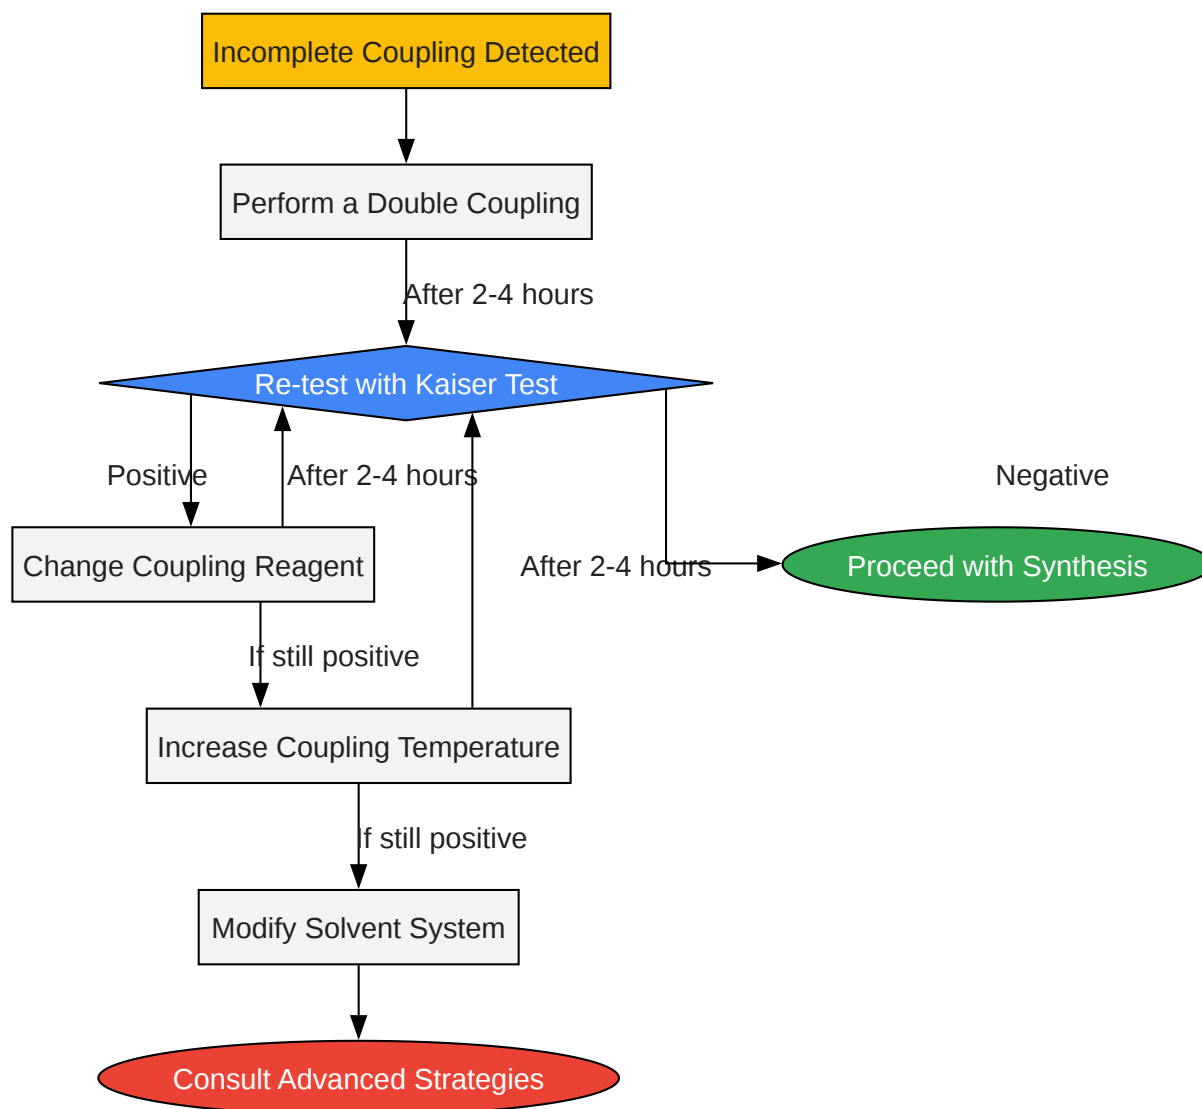 Incomplete Coupling Detected
Perform a Double Coupling
After 2-4 hours
Re-test with Kaiser Test
Positive
After 2-4 hours
Negative
Change Coupling Reagent
After 2-4 hours
Proceed with Synthesis
If still positive
Increase Coupling Temperature
If still positive
Modify Solvent System
Consult Advanced Strategies